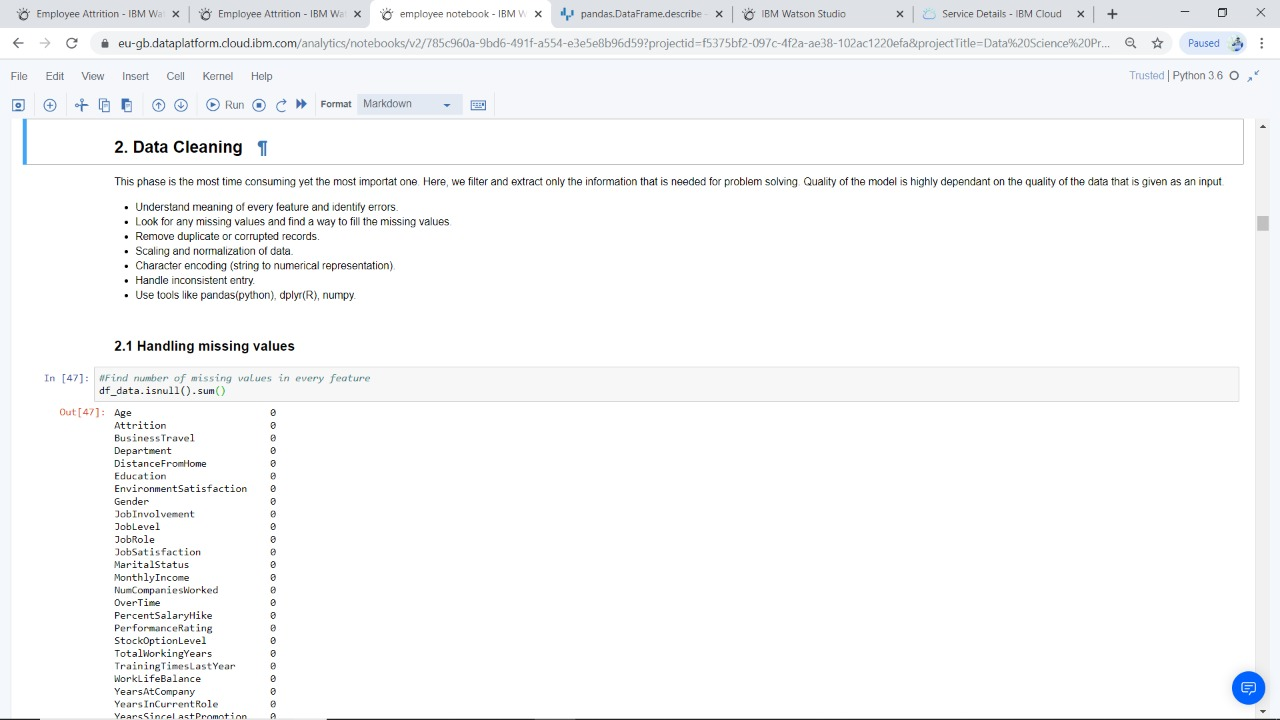 Employee Attrition - IBM Wa
Employee Attrition - IBM Wa
employee notebook - IBM W
pandas.DataFrame.describe -
IBM Watson Studio
Service Details - IBM Cloud
eu-gb.dataplatform.cloud.ibm.com/analytics/notebooks/v2/785c960a-9bd6-491f-a554-e3e5e8b96d59?projectid=f5375bf2-097c-4f2a-ae38-102ac1220efa&projectTitle=Data%20Science%20Pr...
Paused
File Edit View Insert Cell Kernel Help
Trusted | Python 3.6
Run
Format
Markdown
2. Data Cleaning ¶
This phase is the most time consuming yet the most importat one. Here, we filter and extract only the information that is needed for problem solving. Quality of the model is highly dependant on the quality of the data that is given as an input.
• Understand meaning of every feature and identify errors.
• Look for any missing values and find a way to fill the missing values.
• Remove duplicate or corrupted records.
• Scaling and normalization of data.
• Character encoding (string to numerical representation).
• Handle inconsistent entry.
• Use tools like pandas(python), dplyr(R), numpy.
2.1 Handling missing values
In [47]: #Find number of missing values in every feature
df_data.isnull().sum()
Out[47]: Age 0
Attrition 0
BusinessTravel 0
Department 0
DistanceFromHome 0
Education 0
EnvironmentSatisfaction 0
Gender 0
JobInvolvement 0
JobLevel 0
JobRole 0
JobSatisfaction 0
MaritalStatus 0
MonthlyIncome 0
NumCompaniesWorked 0
OverTime 0
PercentSalaryHike 0
PerformanceRating 0
StockOptionLevel 0
TotalWorkingYears 0
TrainingTimesLastYear 0
WorkLifeBalance 0
YearsAtCompany 0
YearsInCurrentRole 0
YearsSinceLastPromotion 0